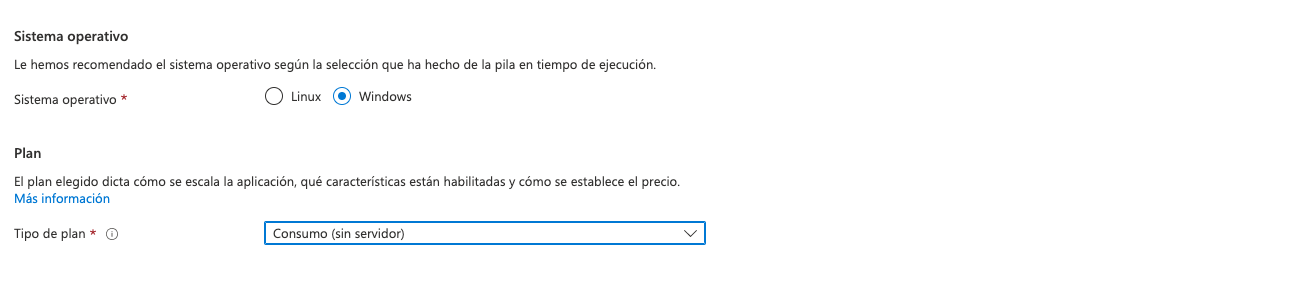 Sistema operativo
Le hemos recomendado el sistema operativo según la selección que ha hecho de la pila en tiempo de ejecución.
Sistema operativo * Linux Windows
Plan
El plan elegido dicta cómo se escala la aplicación, qué características están habilitadas y cómo se establece el precio.
Más información
Tipo de plan * Consumo (sin servidor)